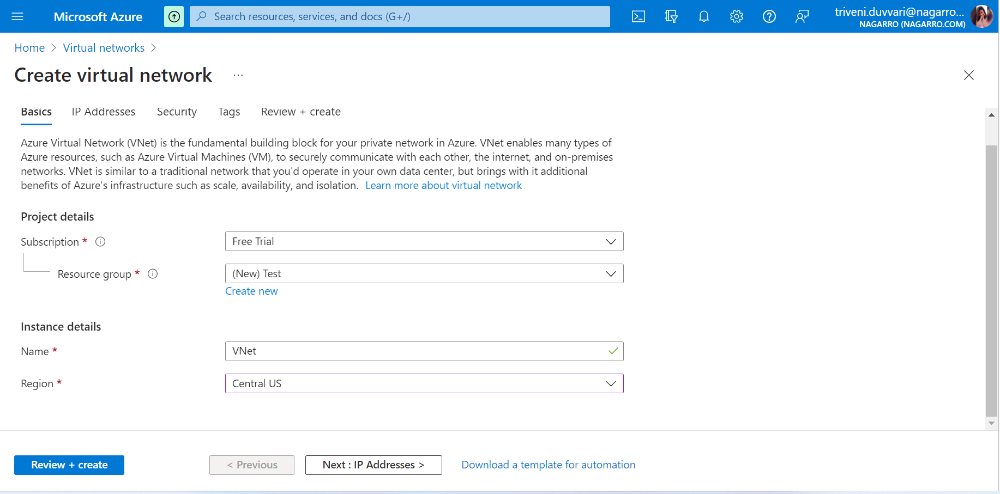 Microsoft Azure
Search resources, services, and docs (G+/)
triveni.duvvari@nagarro...
NAGARRO (NAGARRO.COM)
Home > Virtual networks >
Create virtual network ...
Basics IP Addresses Security Tags Review + create
Azure Virtual Network (VNet) is the fundamental building block for your private network in Azure. VNet enables many types of
Azure resources, such as Azure Virtual Machines (VM), to securely communicate with each other, the internet, and on-premises
networks. VNet is similar to a traditional network that you'd operate in your own data center, but brings with it additional
benefits of Azure's infrastructure such as scale, availability, and isolation. Learn more about virtual network
Project details
Subscription * Free Trial
Resource group * (New) Test
Create new
Instance details
Name * VNet
Region * Central US
Review + create < Previous Next : IP Addresses > Download a template for automation